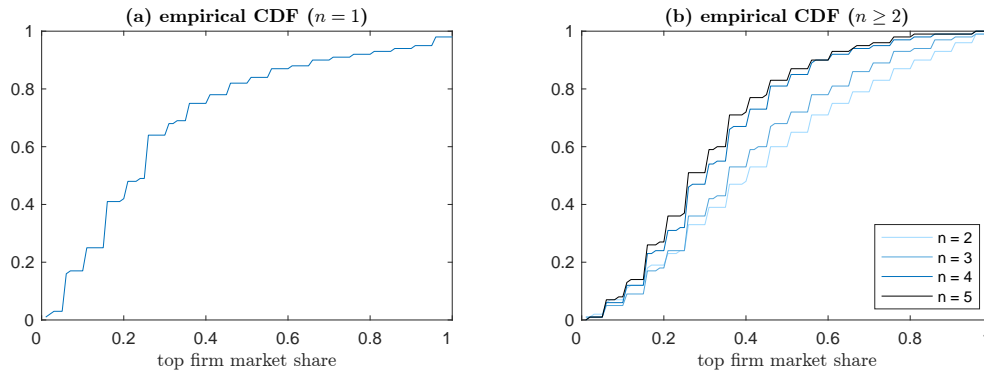 (a) empirical CDF (n = 1)
1
0.8
0.6
0.4
0.2
0
0 0.2 0.4 0.6 0.8 1
top firm market share
(b) empirical CDF (n ≥ 2)
1
0.8
0.6
0.4
0.2
0
0 0.2 0.4 0.6 0.8 1
top firm market share
n = 2
n = 3
n = 4
n = 5